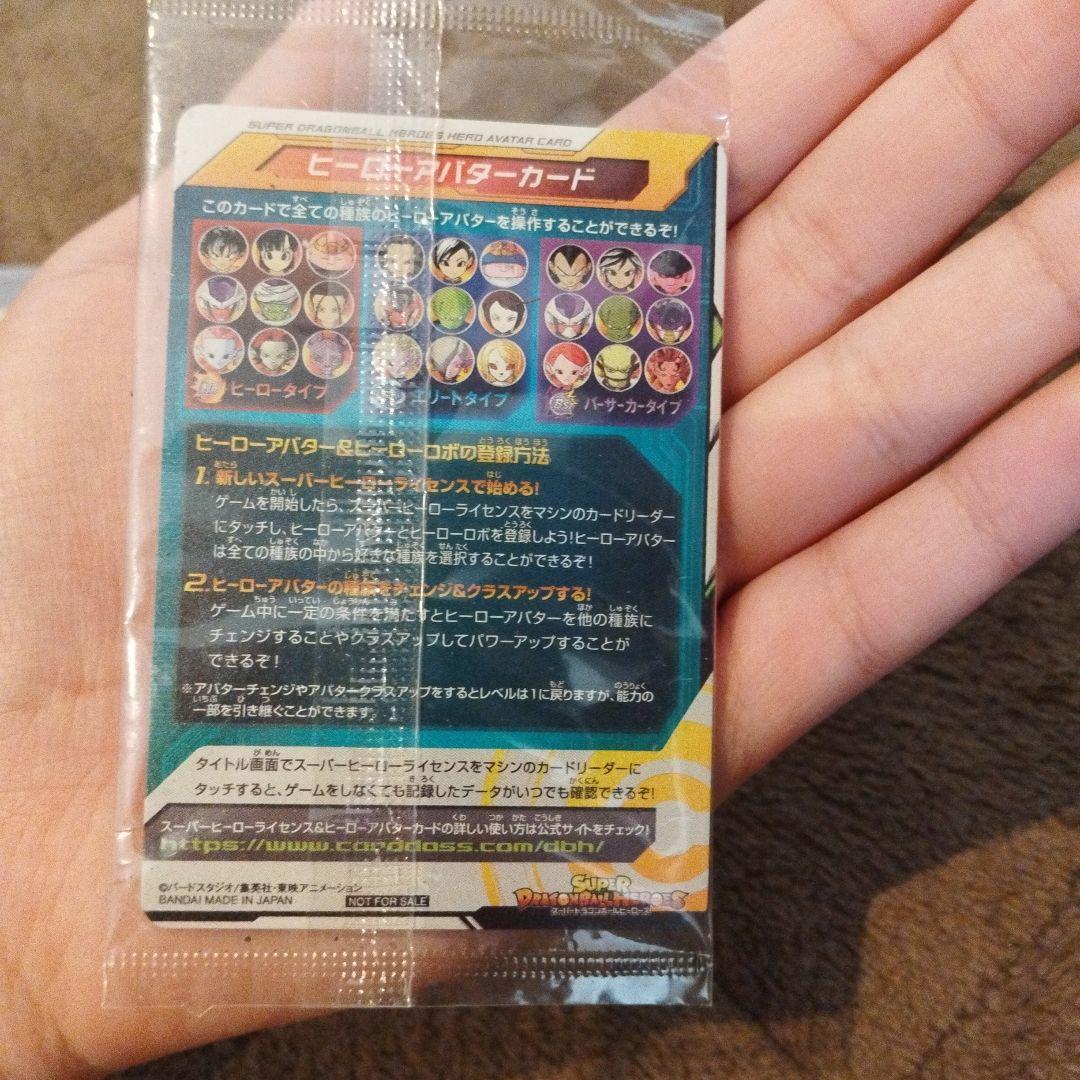 SUPER DRAGONBALL HEROES HERO AVATAR CARD
ヒーローアバターカード
このカードで全ての種族のヒーローアバターを操作することができるぞ!
ヒーロータイプ
エリートタイプ
バーサーカータイプ
ヒーローアバター&ヒーローロボの登録方法
1. 新しいスーパーヒーローライセンスで始める!
ゲームを開始したら、スーパーヒーローライセンスをマシンのカードリーダー
にタッチし、ヒーローアバターとヒーローロボを登録しよう!ヒーローアバター
は全ての種族の中から好きな種族を選択することができるぞ!
2. ヒーローアバターの種族をチェンジ&クラスアップする!
ゲーム中に一定の条件を満たすとヒーローアバターを他の種族に
チェンジすることやクラスアップしてパワーアップすることが
できるぞ!
※アバターチェンジやアバタークラスアップをするとレベルは1に戻りますが、能力の
一部を引き継ぐことができます。
タイトル画面でスーパーヒーローライセンスをマシンのカードリーダーに
タッチすると、ゲームをしなくても記録したデータがいつでも確認できるぞ!
スーパーヒーローライセンス&ヒーローアバターカードの詳しい使い方は公式サイトをチェック!
https://www.carddass.com/dbh/
©バードスタジオ/集英社・東映アニメーション
BANDAI MADE IN JAPAN NOT FOR SALE
SUPER
DRAGONBALL HEROES
スーパードラゴンボールヒーローズ